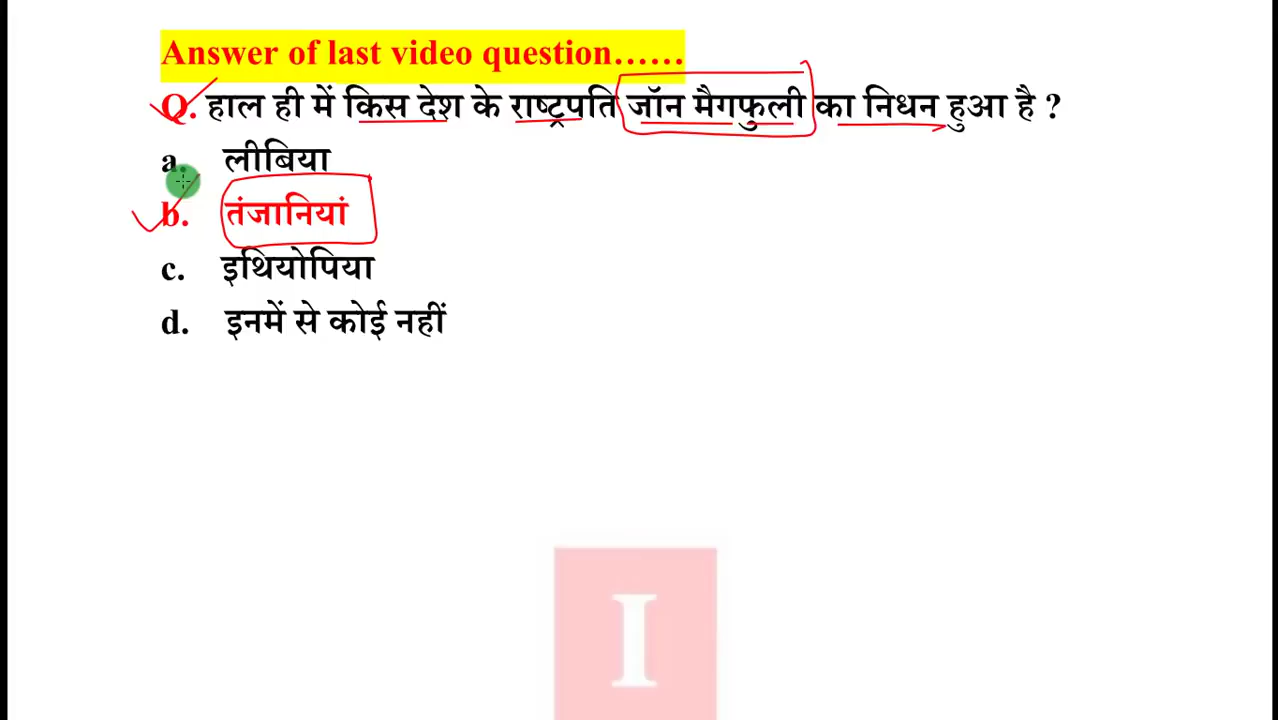 Answer of last video question……
Q. हाल ही में किस देश के राष्ट्रपति जॉन मैगफुली का निधन हुआ है ?
a. लीबिया
b. तंजानियां
c. इथियोपिया
d. इनमें से कोई नहीं
I